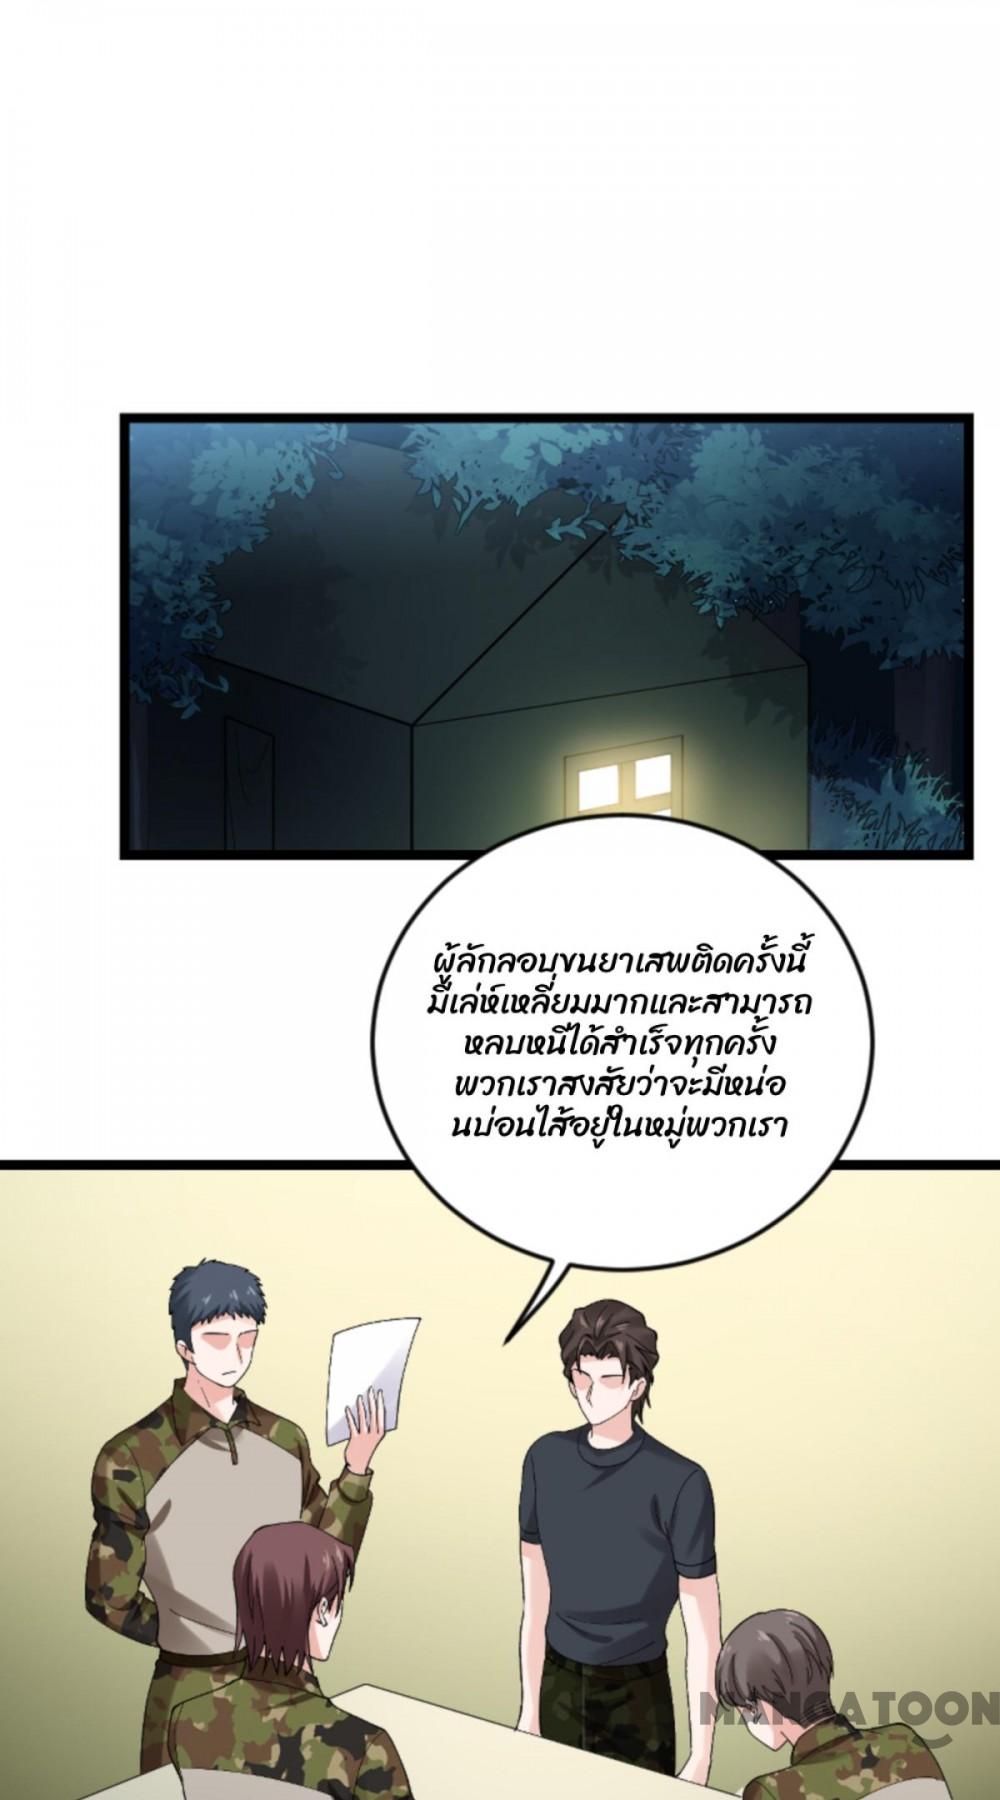 ผู้ลักลอบขนยาเสพติดครั้งนี้
มีเล่ห์เหลี่ยมมากและสามารถ
หลบหนีได้สำเร็จทุกครั้ง
พวกเราสงสัยว่าจะมีหน่อ
นบ่อนไส้อยู่ในหมู่พวกเรา
MANGATOON